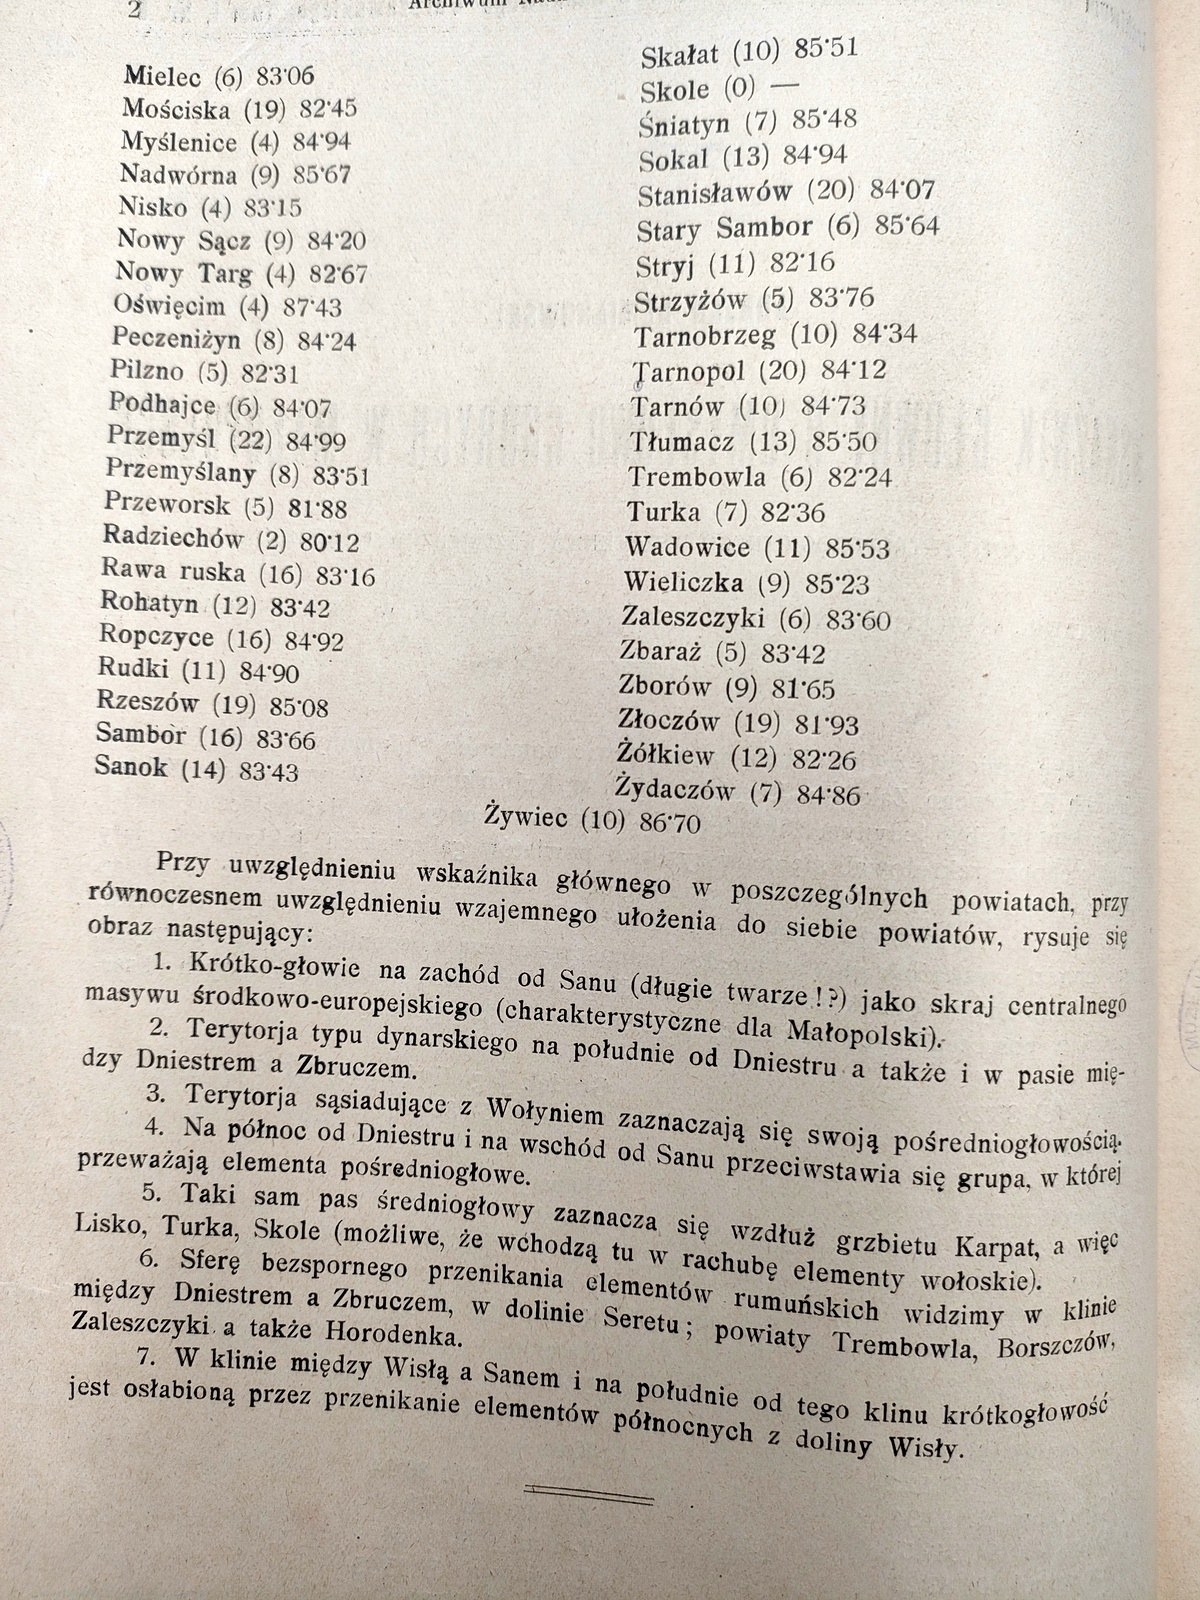 2
Mielec (6) 83·06
Mościska (19) 82·45
Myślenice (4) 84·94
Nadwórna (9) 85·67
Nisko (4) 83·15
Nowy Sącz (9) 84·20
Nowy Targ (4) 82·67
Oświęcim (4) 87·43
Peczeniżyn (8) 84·24
Pilzno (5) 82·31
Podhajce (6) 84·07
Przemyśl (22) 84·99
Przemyślany (8) 83·51
Przeworsk (5) 81·88
Radziechów (2) 80·12
Rawa ruska (16) 83·16
Rohatyn (12) 83·42
Ropczyce (16) 84·92
Rudki (11) 84·90
Rzeszów (19) 85·08
Sambor (16) 83·66
Sanok (14) 83·43
Skałat (10) 85·51
Skole (0) —
Śniatyn (7) 85·48
Sokal (13) 84·94
Stanisławów (20) 84·07
Stary Sambor (6) 85·64
Stryj (11) 82·16
Strzyżów (5) 83·76
Tarnobrzeg (10) 84·34
Tarnopol (20) 84·12
Tarnów (10) 84·73
Tłumacz (13) 85·50
Trembowla (6) 82·24
Turka (7) 82·36
Wadowice (11) 85·53
Wieliczka (9) 85·23
Zaleszczyki (6) 83·60
Zbaraż (5) 83·42
Zborów (9) 81·65
Złoczów (19) 81·93
Żółkiew (12) 82·26
Żydaczów (7) 84·86
Żywiec (10) 86·70
Przy uwzględnieniu wskaźnika głównego w poszczególnych powiatach, przy
równoczesnem uwzględnieniu wzajemnego ułożenia do siebie powiatów, rysuje się
obraz następujący:
1. Krótko-głowie na zachód od Sanu (długie twarze!?) jako skraj centralnego
masywu środkowo-europejskiego (charakterystyczne dla Małopolski).
2. Terytorja typu dynarskiego na południe od Dniestru a także i w pasie mię-
dzy Dniestrem a Zbruczem.
3. Terytorja sąsiadujące z Wołyniem zaznaczają się swoją pośredniogłowością.
4. Na północ od Dniestru i na wschód od Sanu przeciwstawia się grupa, w której
przeważają elementa pośredniogłowe.
5. Taki sam pas średniogłowy zaznacza się wzdłuż grzbietu Karpat, a więc
Lisko, Turka, Skole (możliwe, że wchodzą tu w rachubę elementy wołoskie).
6. Sferę bezspornego przenikania elementów rumuńskich widzimy w klinie
między Dniestrem a Zbruczem, w dolinie Seretu; powiaty Trembowla, Borszczów,
Zaleszczyki a także Horodenka.
7. W klinie między Wisłą a Sanem i na południe od tego klinu krótkogłowość
jest osłabioną przez przenikanie elementów północnych z doliny Wisły.